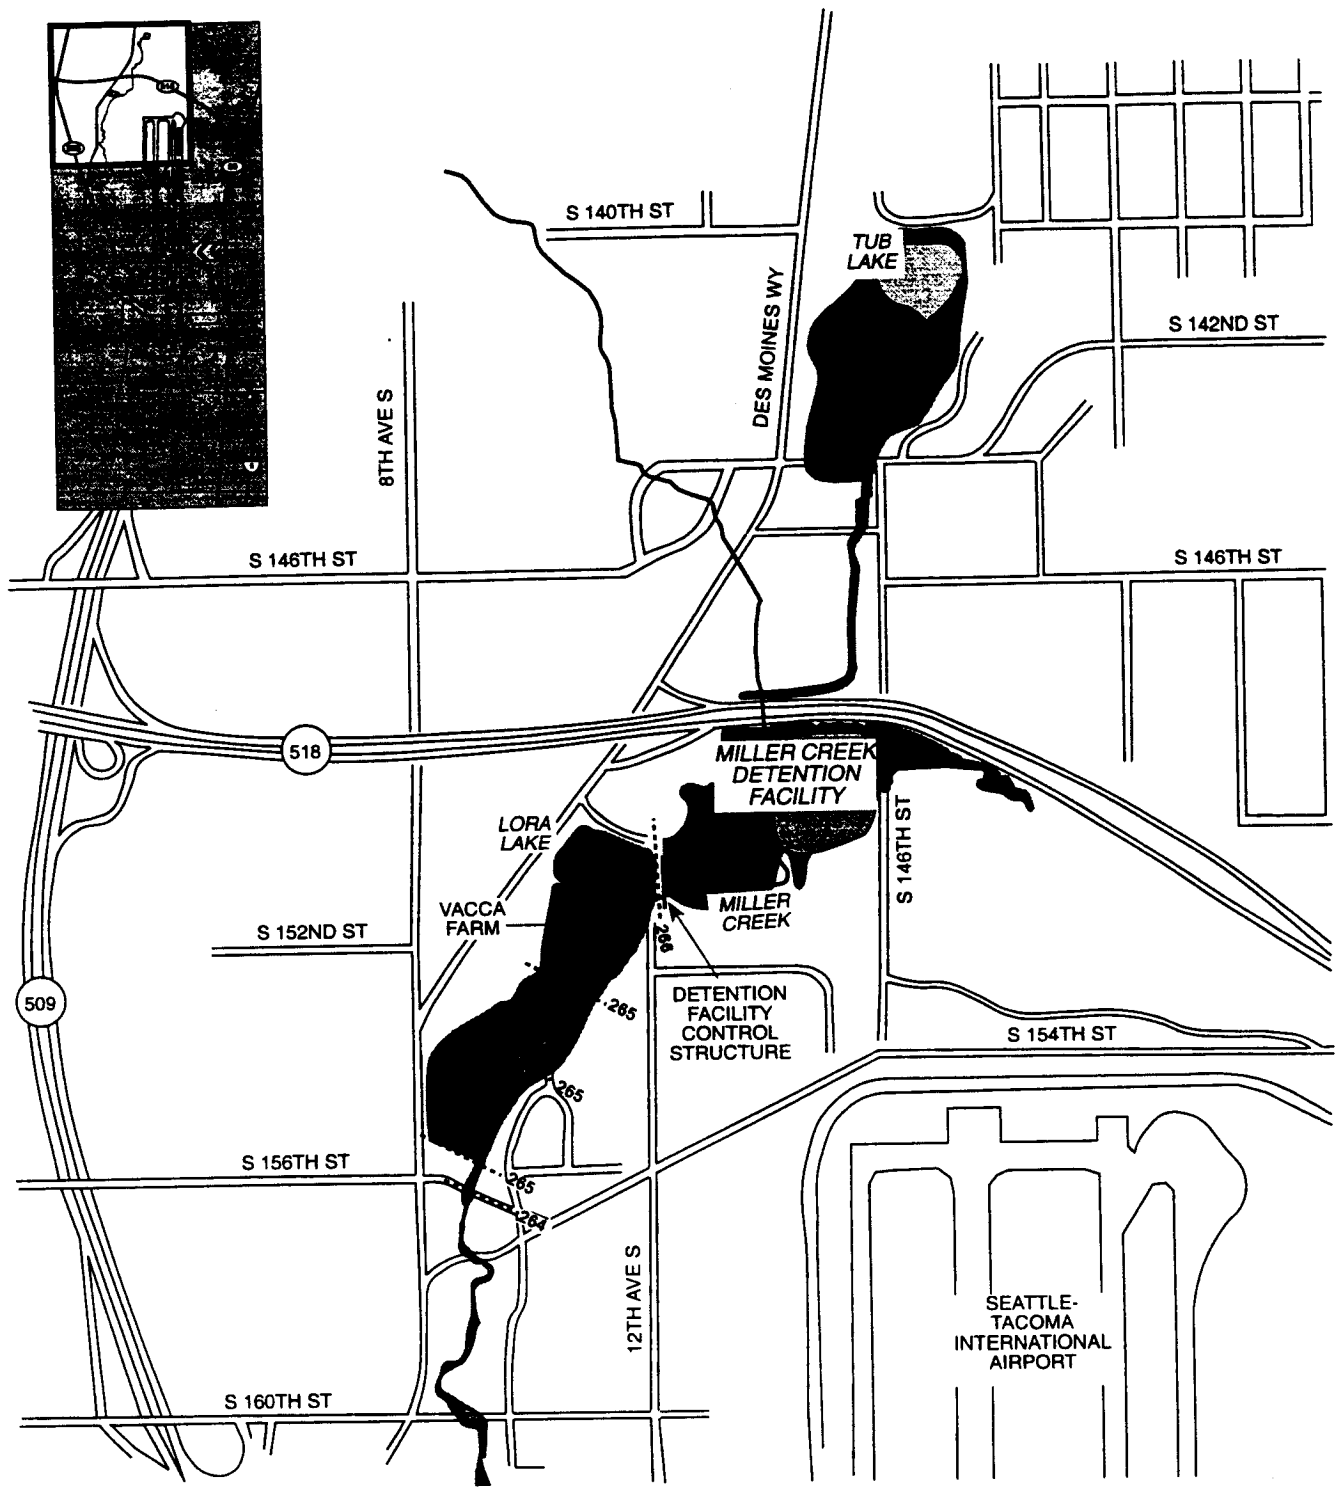 S 140TH ST
TUB
LAKE
DES MOINES WY
S 142ND ST
8TH AVE S
S 146TH ST
S 146TH ST
518
MILLER CREEK
DETENTION
FACILITY
LORA
LAKE
S 146TH ST
VACCA
FARM
MILLER
CREEK
S 152ND ST
266
509
265
DETENTION
FACILITY
CONTROL
STRUCTURE
S 154TH ST
265
S 156TH ST
265
264
12TH AVE S
SEATTLE-
TACOMA
INTERNATIONAL
AIRPORT
S 160TH ST